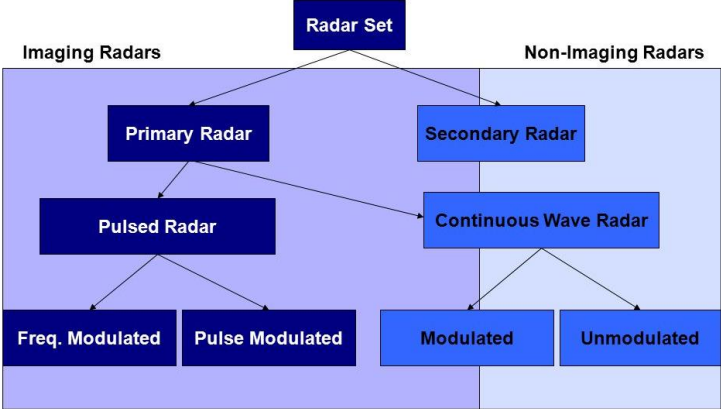 Radar Set
Imaging Radars
Non-Imaging Radars
Primary Radar
Secondary Radar
Pulsed Radar
Continuous Wave Radar
Freq. Modulated
Pulse Modulated
Modulated
Unmodulated